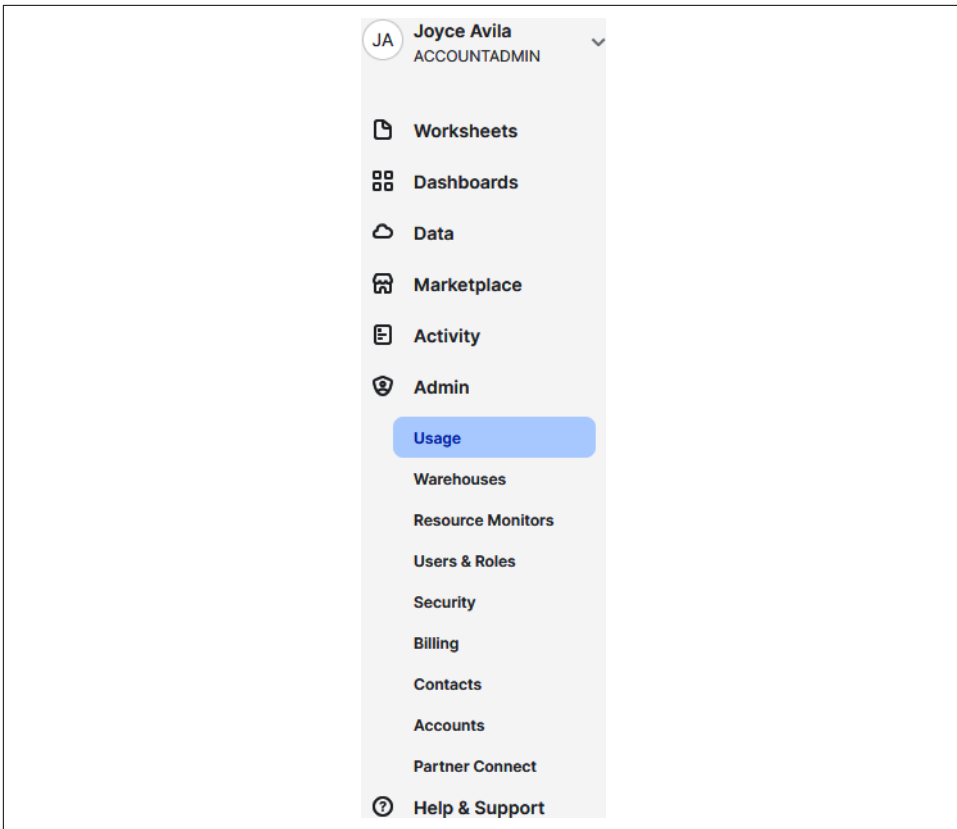 JA
Joyce Avila
ACCOUNTADMIN
Worksheets
Dashboards
Data
Marketplace
Activity
Admin
Usage
Warehouses
Resource Monitors
Users & Roles
Security
Billing
Contacts
Accounts
Partner Connect
Help & Support